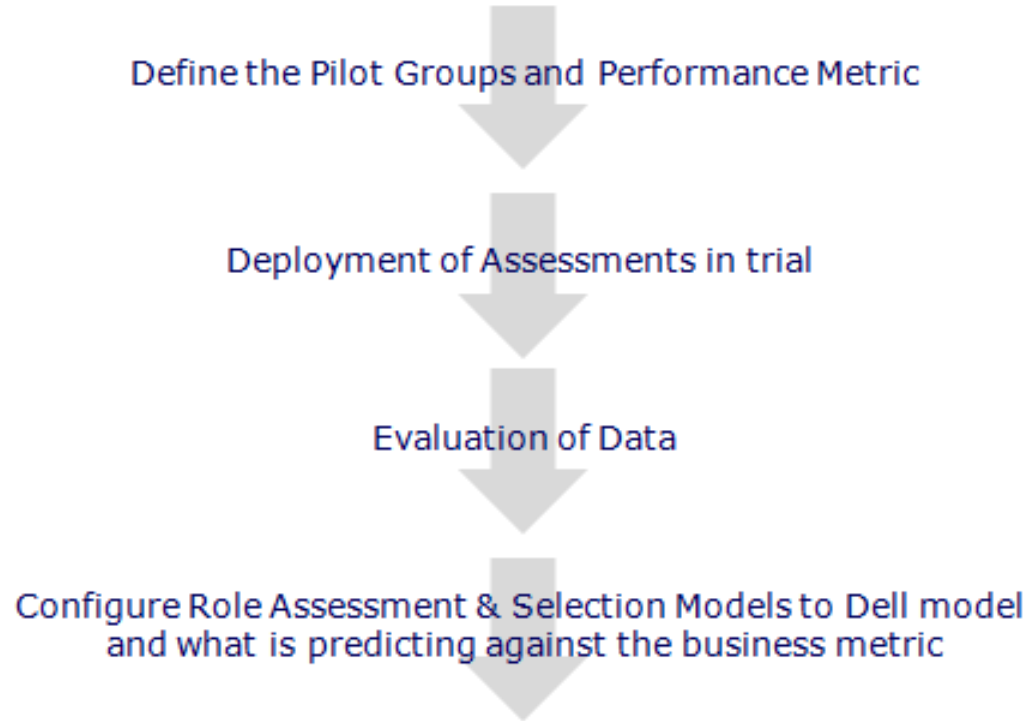 Define the Pilot Groups and Performance Metric
Deployment of Assessments in trial
Evaluation of Data
Configure Role Assessment & Selection Models to Dell model
and what is predicting against the business metric